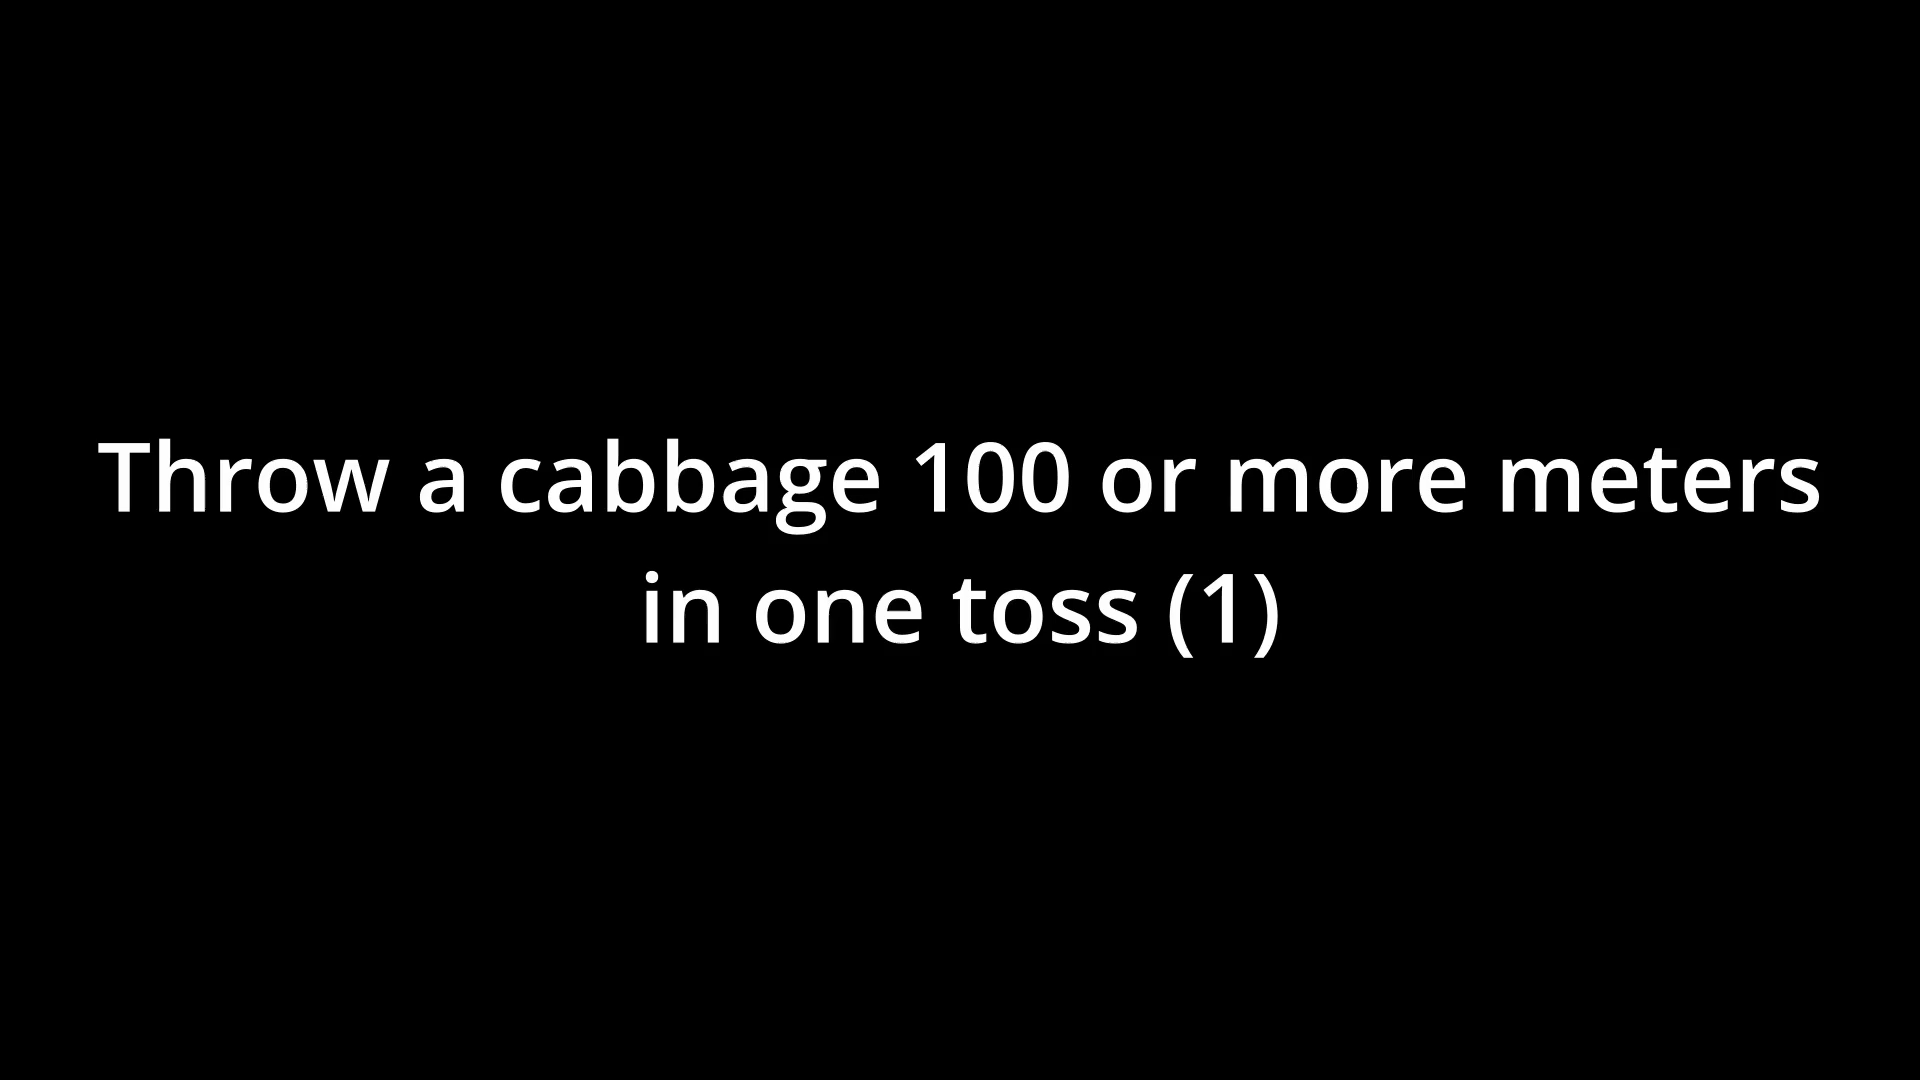 Throw a cabbage 100 or more meters
in one toss (1)